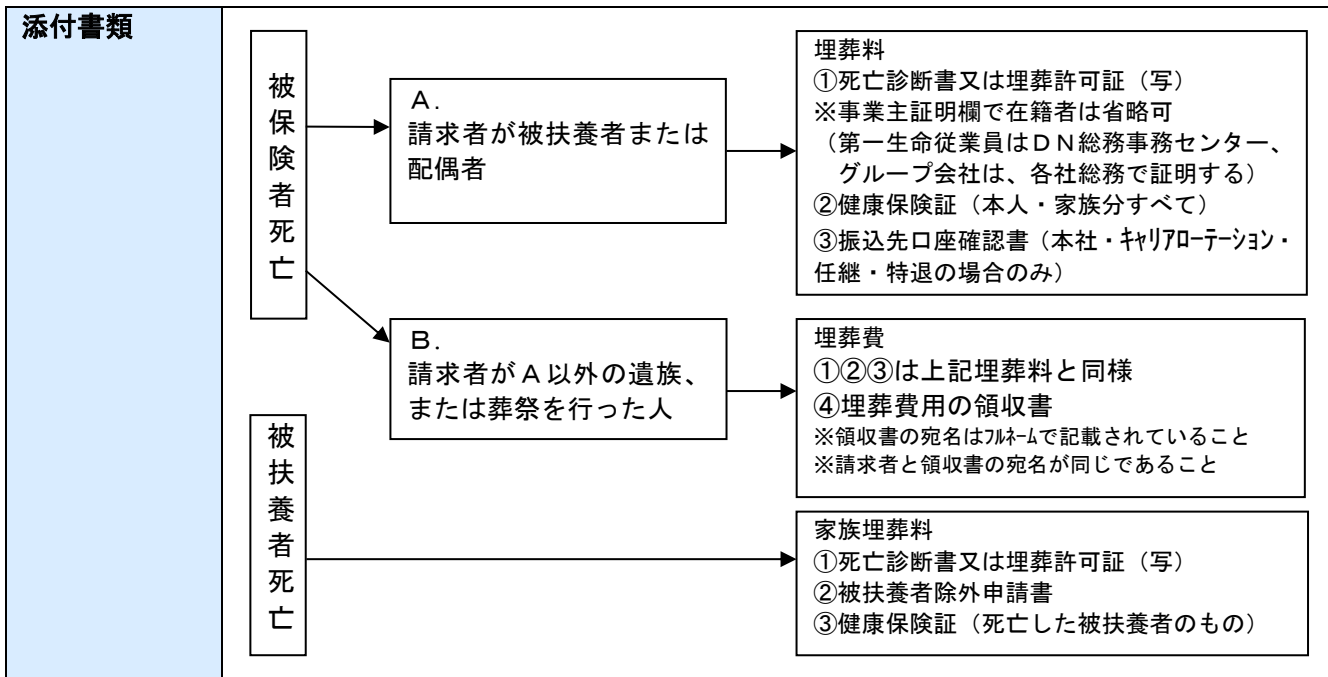 添付書類
被保険者死亡
A.
請求者が被扶養者または
配偶者
埋葬料
①死亡診断書又は埋葬許可証（写）
※事業主証明欄で在籍者は省略可
（第一生命従業員はＤＮ総務事務センター、
グループ会社は、各社総務で証明する）
②健康保険証（本人・家族分すべて）
③振込先口座確認書（本社・ｷｬﾘｱﾛｰﾃｰｼｮﾝ・
任継・特退の場合のみ）
B.
請求者がＡ以外の遺族、
または葬祭を行った人
埋葬費
①②③は上記埋葬料と同様
④埋葬費用の領収書
※領収書の宛名はﾌﾙﾈｰﾑで記載されていること
※請求者と領収書の宛名が同じであること
被扶養者死亡
家族埋葬料
①死亡診断書又は埋葬許可証（写）
②被扶養者除外申請書
③健康保険証（死亡した被扶養者のもの）